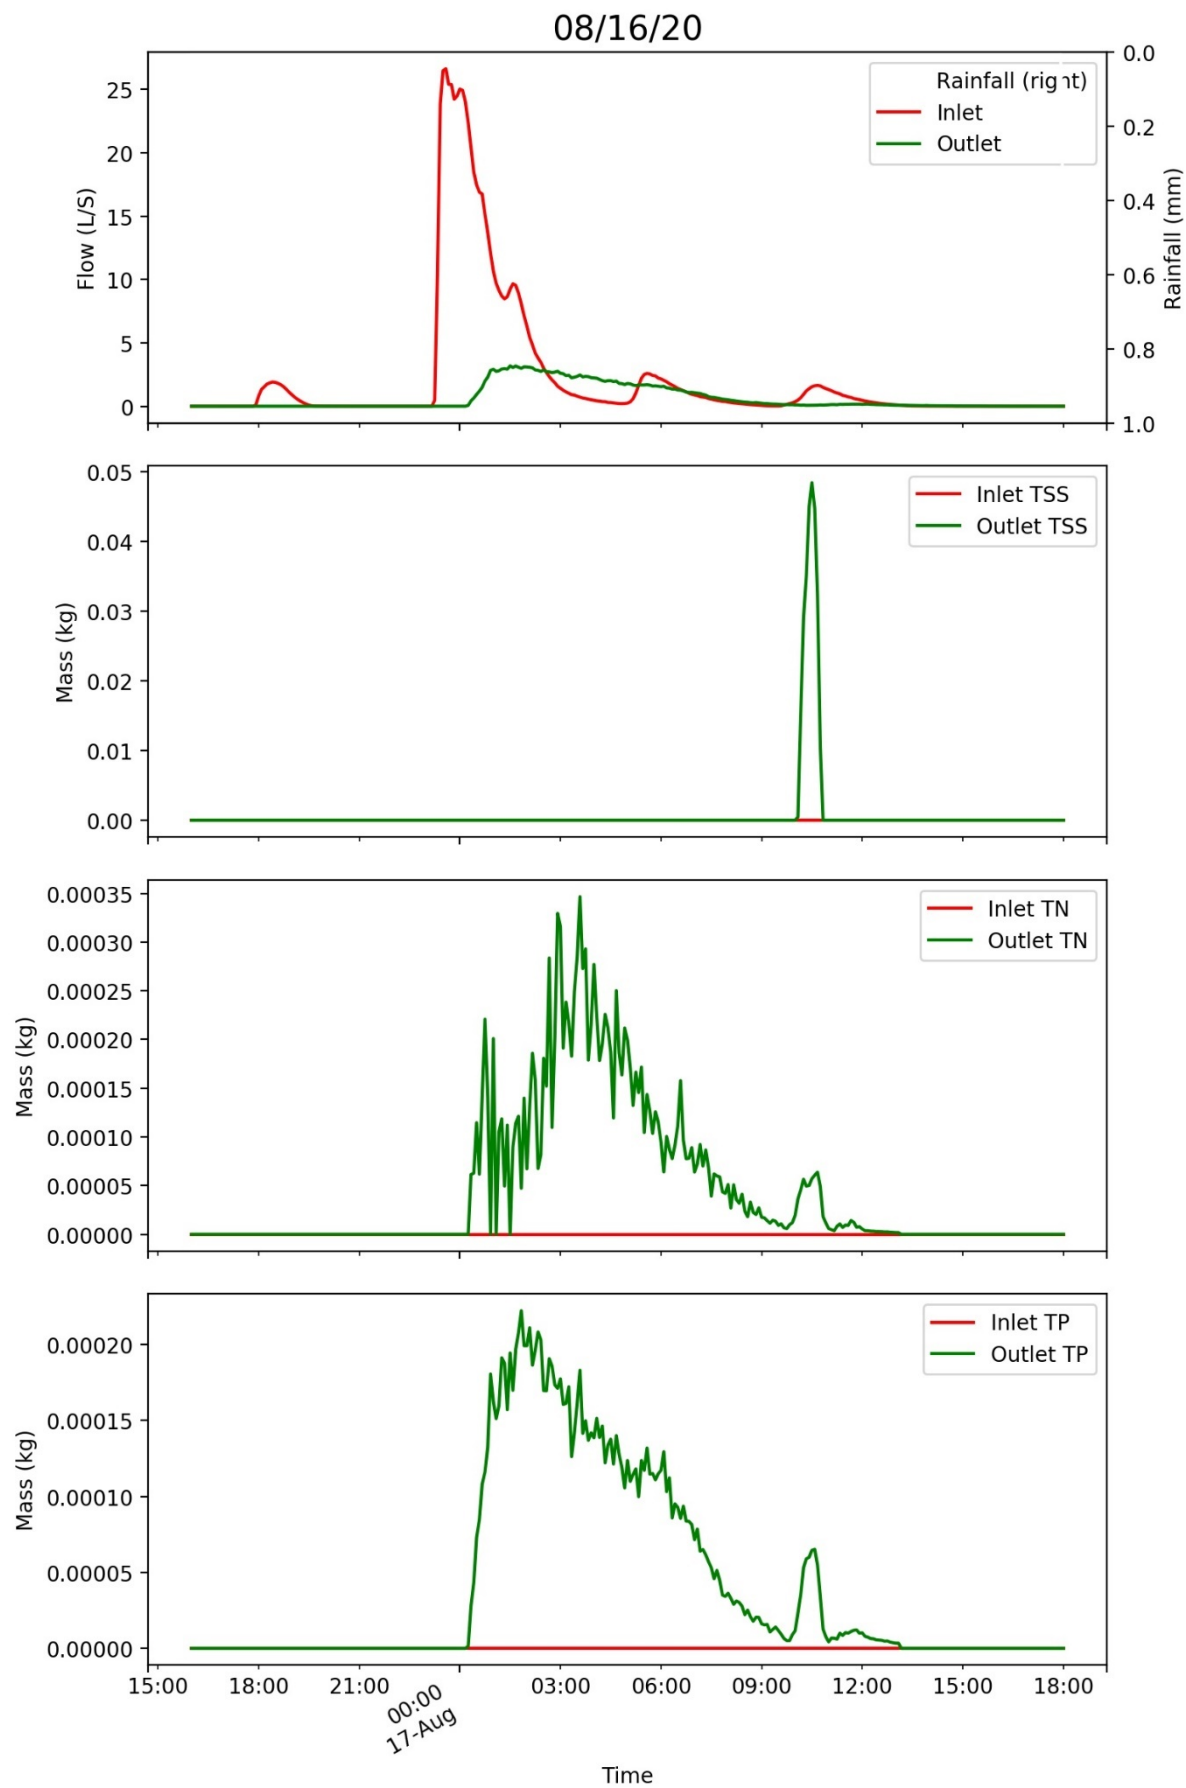 08/16/20
Flow (L/S)
25
20
15
10
5
0
Rainfall (right)
Inlet
Outlet
0.0
0.2
0.4
0.6
0.8
1.0
Rainfall (mm)
Mass (kg)
0.05
0.04
0.03
0.02
0.01
0.00
Inlet TSS
Outlet TSS
Mass (kg)
0.00035
0.00030
0.00025
0.00020
0.00015
0.00010
0.00005
0.00000
Inlet TN
Outlet TN
Mass (kg)
0.00020
0.00015
0.00010
0.00005
0.00000
Inlet TP
Outlet TP
15:00 18:00 21:00 00:00 03:00 06:00 09:00 12:00 15:00 18:00
17-Aug
Time